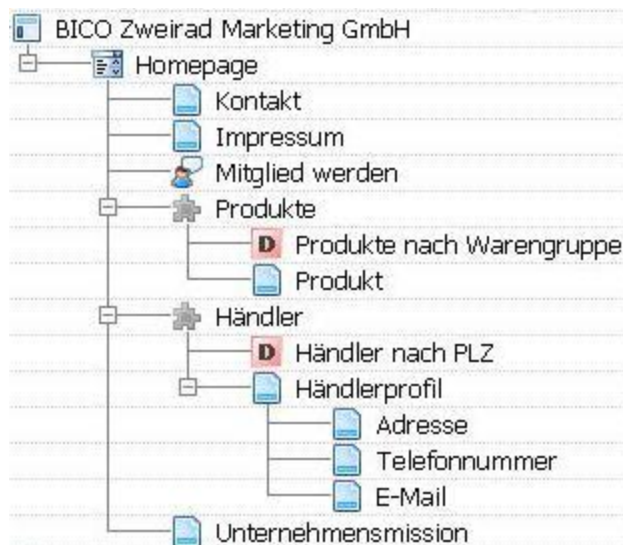 BICO Zweirad Marketing GmbH
Homepage
Kontakt
Impressum
Mitglied werden
Produkte
D Produkte nach Warengruppe
Produkt
Händler
D Händler nach PLZ
Händlerprofil
Adresse
Telefonnummer
E-Mail
Unternehmensmission